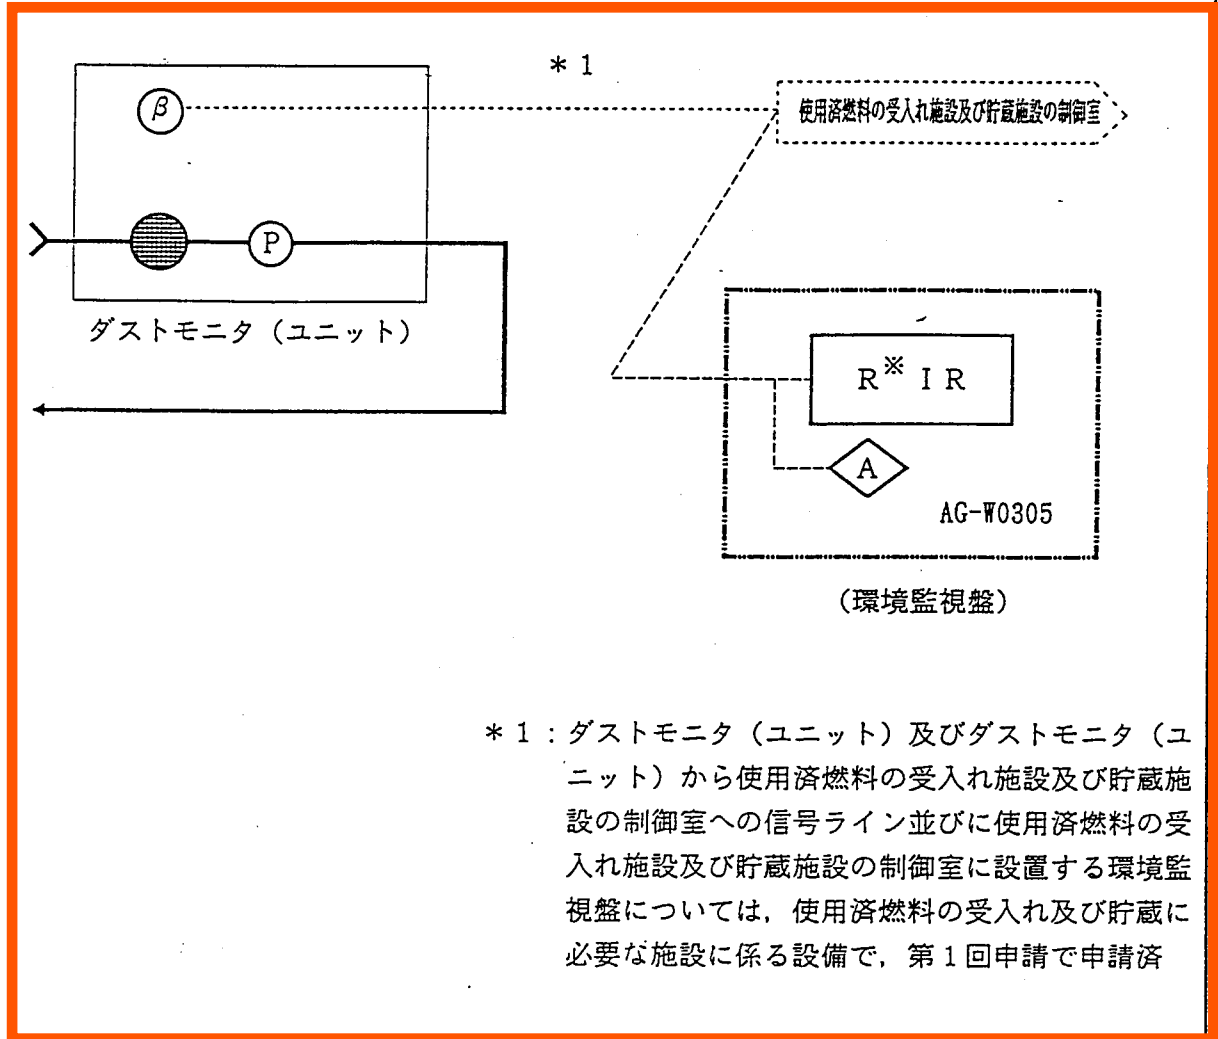 ＊1
β
使用済燃料の受入れ施設及び貯蔵施設の制御室
P
ダストモニタ（ユニット）
R※ I R
A
AG-W0305
（環境監視盤）
＊1：ダストモニタ（ユニット）及びダストモニタ（ユ
ニット）から使用済燃料の受入れ施設及び貯蔵施
設の制御室への信号ライン並びに使用済燃料の受
入れ施設及び貯蔵施設の制御室に設置する環境監
視盤については，使用済燃料の受入れ及び貯蔵に
必要な施設に係る設備で，第1回申請で申請済